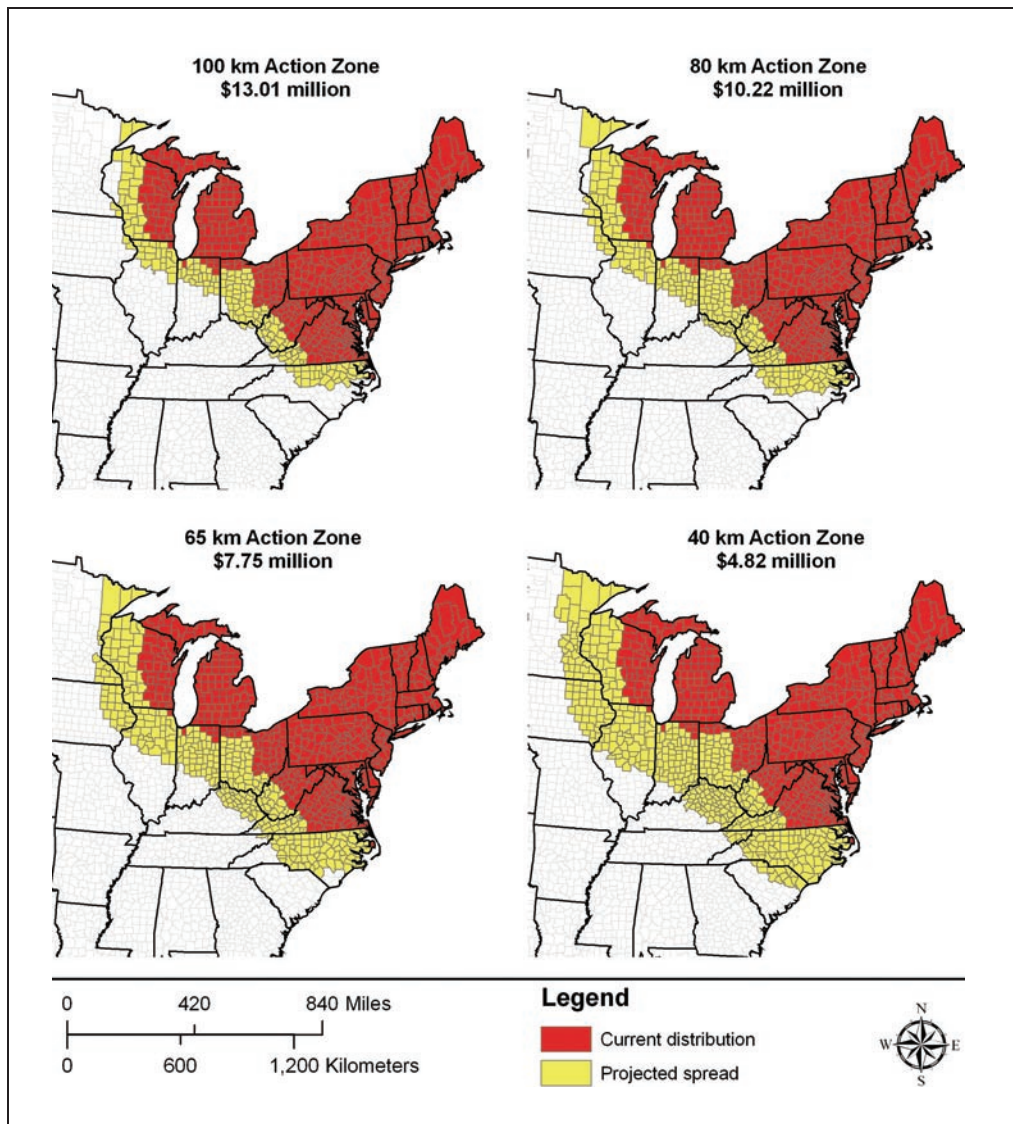 100 km Action Zone
$13.01 million
80 km Action Zone
$10.22 million
65 km Action Zone
$7.75 million
40 km Action Zone
$4.82 million
0 420 840 Miles
0 600 1,200 Kilometers
Legend
Current distribution
Projected spread
N
W E
S